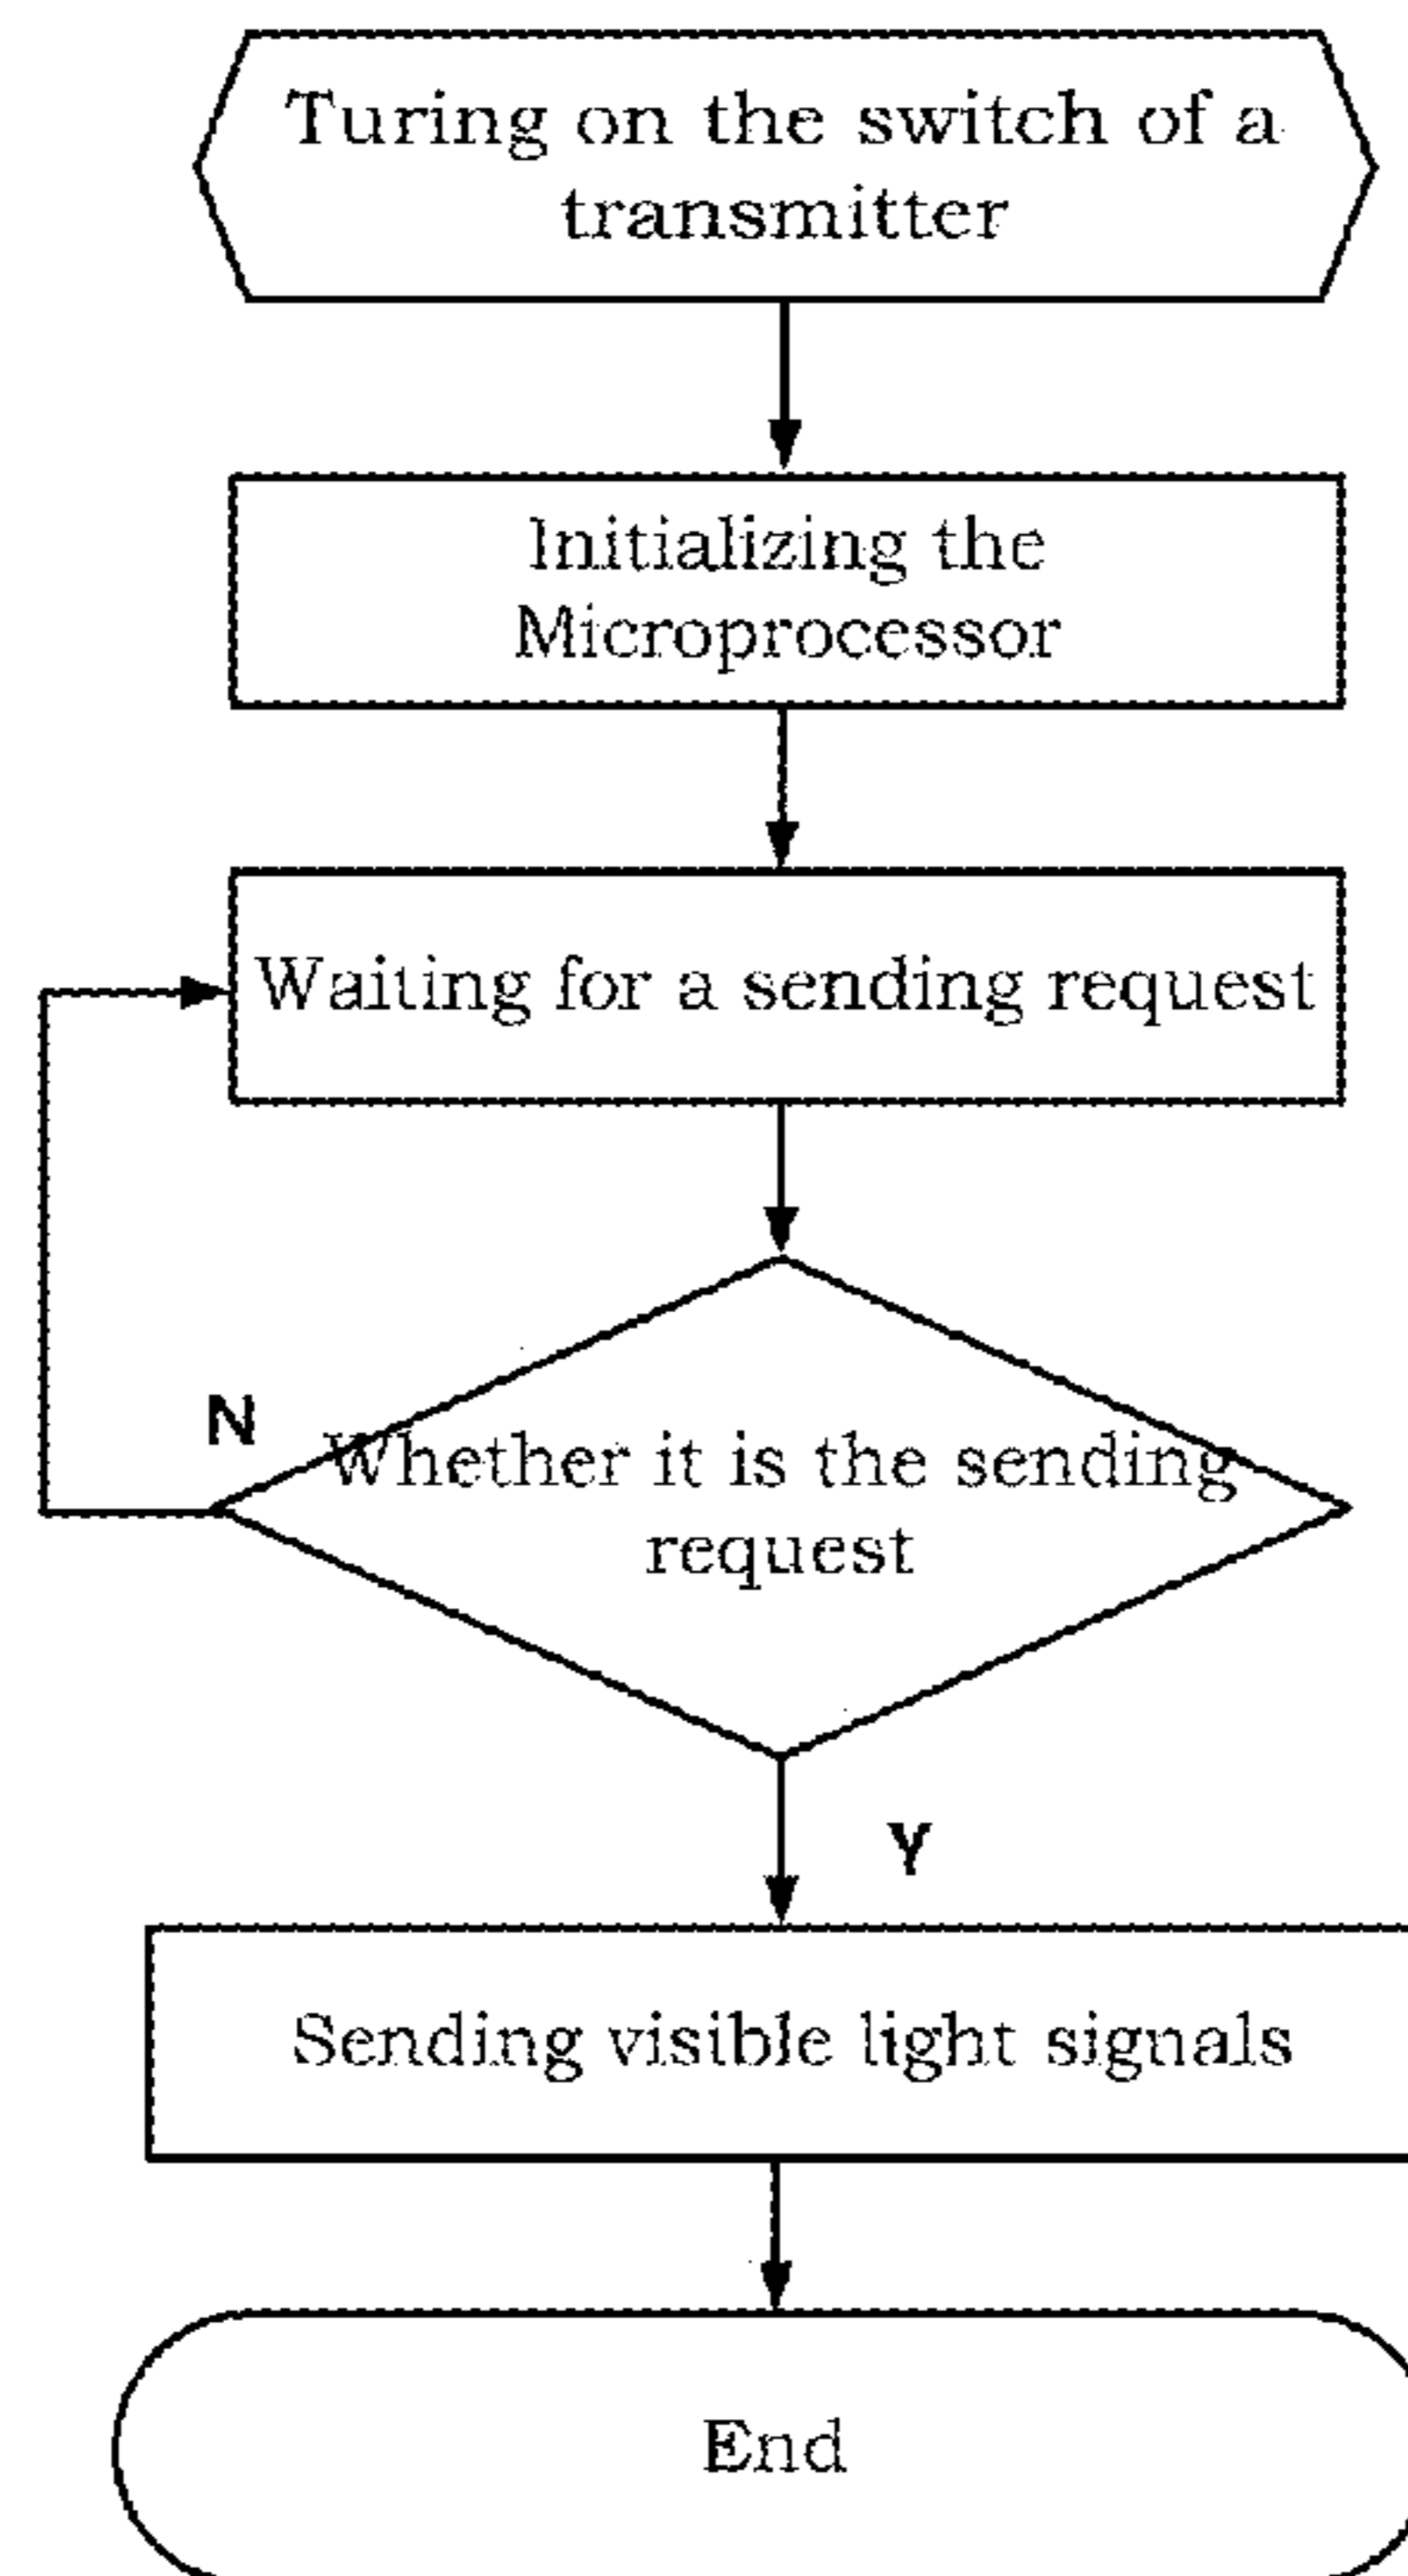 Turing on the switch of a
transmitter
Initializing the
Microprocessor
Waiting for a sending request
N
Whether it is the sending
request
Y
Sending visible light signals
End